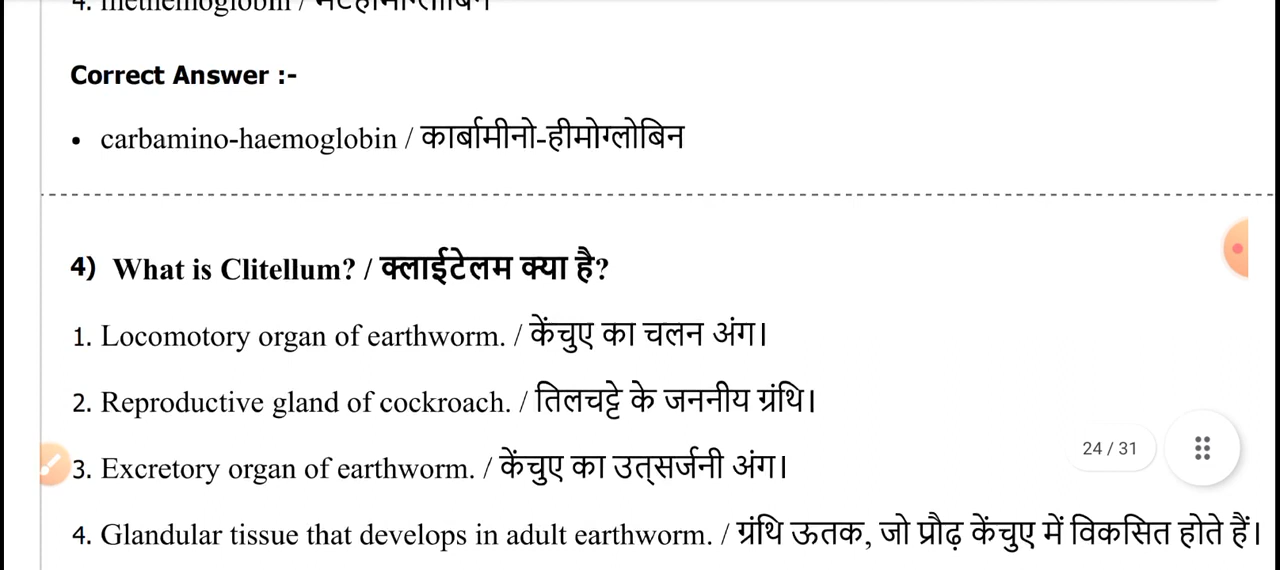 4. methemoglobin /
Correct Answer :-
• carbamino-haemoglobin / कार्बामीनो-हीमोग्लोबिन
4) What is Clitellum? / क्लाईटेलम क्या है?
1. Locomotory organ of earthworm. / केंचुए का चलन अंग।
2. Reproductive gland of cockroach. / तिलचट्टे के जननीय ग्रंथि।
24 / 31
3. Excretory organ of earthworm. / केंचुए का उत्सर्जनी अंग।
4. Glandular tissue that develops in adult earthworm. / ग्रंथि ऊतक, जो प्रौढ़ केंचुए में विकसित होते हैं।